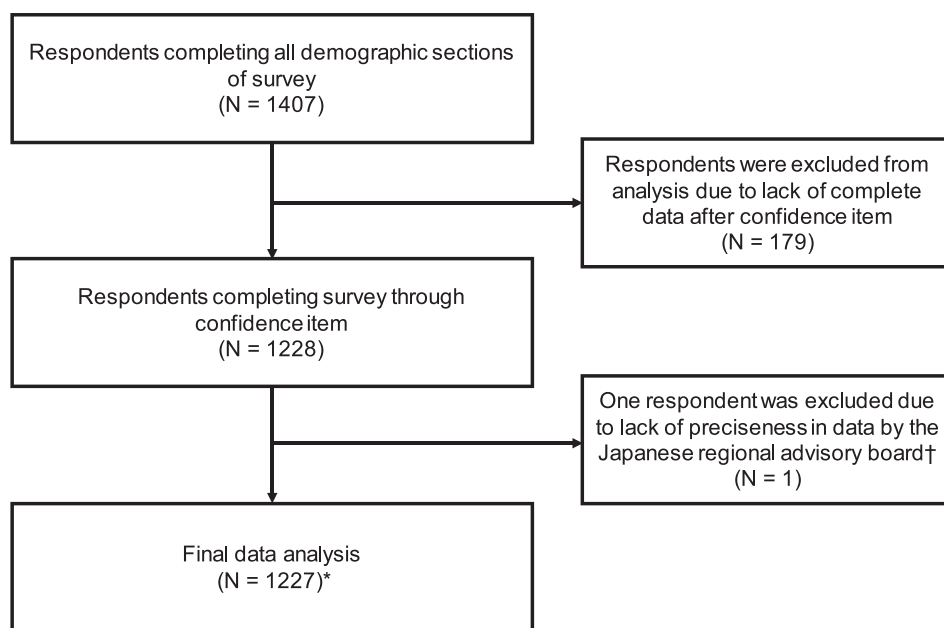 Respondents completing all demographic sections
of survey
(N = 1407)
Respondents were excluded from
analysis due to lack of complete
data after confidence item
(N = 179)
Respondents completing survey through
confidence item
(N = 1228)
One respondent was excluded due
to lack of preciseness in data by the
Japanese regional advisory board†
(N = 1)
Final data analysis
(N = 1227)*